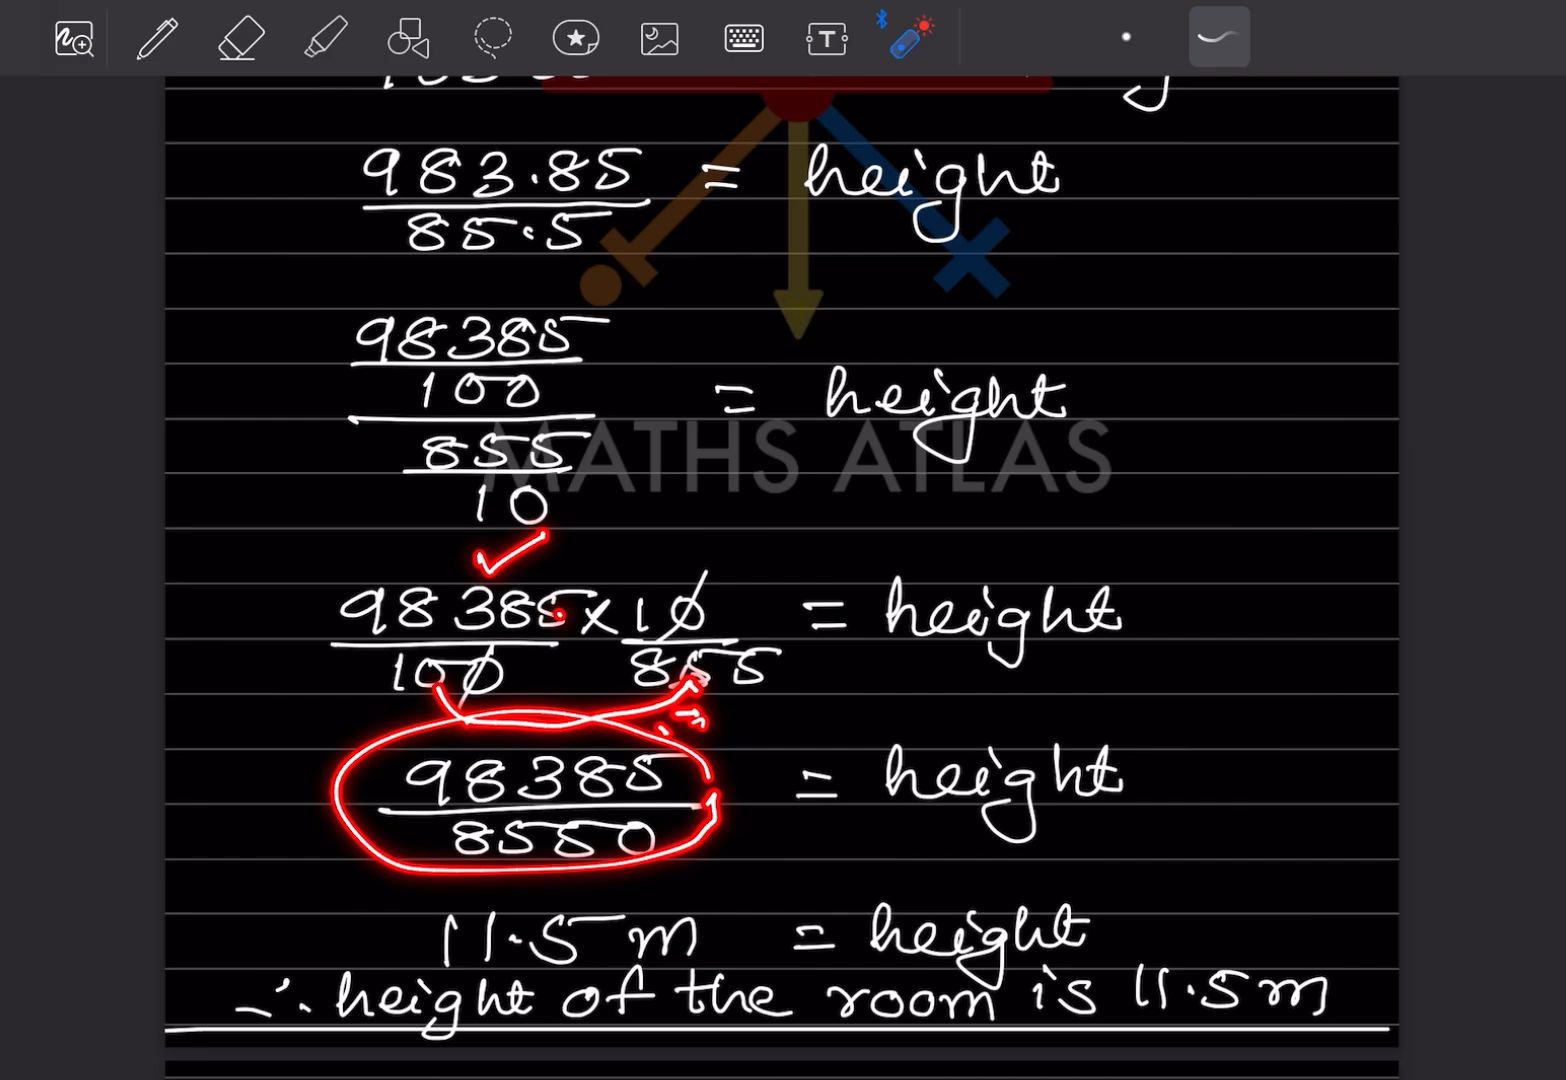 983.85
85.5
= height
98385
100
855
10
= height
MATHS ATLAS
98385 × 10 = height
100 855
98385
8550
= height
11.5 m = height
∴ height of the room is 11.5m